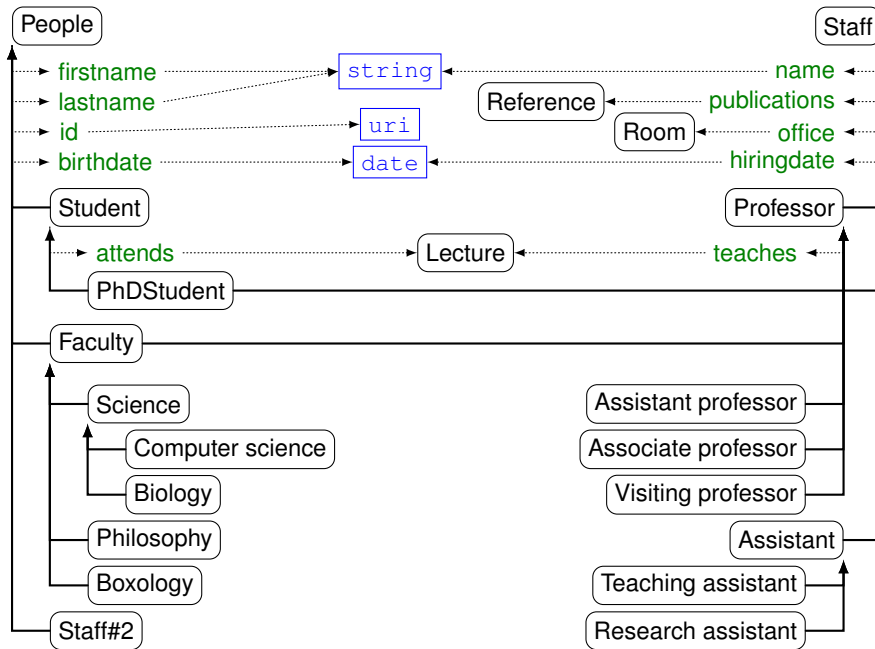 People Staff
firstname string name
lastname Reference publications
id uri Room office
birthdate date hiringdate
Student Professor
attends Lecture teaches
PhDStudent
Faculty
Science Assistant professor
Computer science Associate professor
Biology Visiting professor
Philosophy Assistant
Boxology Teaching assistant
Staff#2 Research assistant